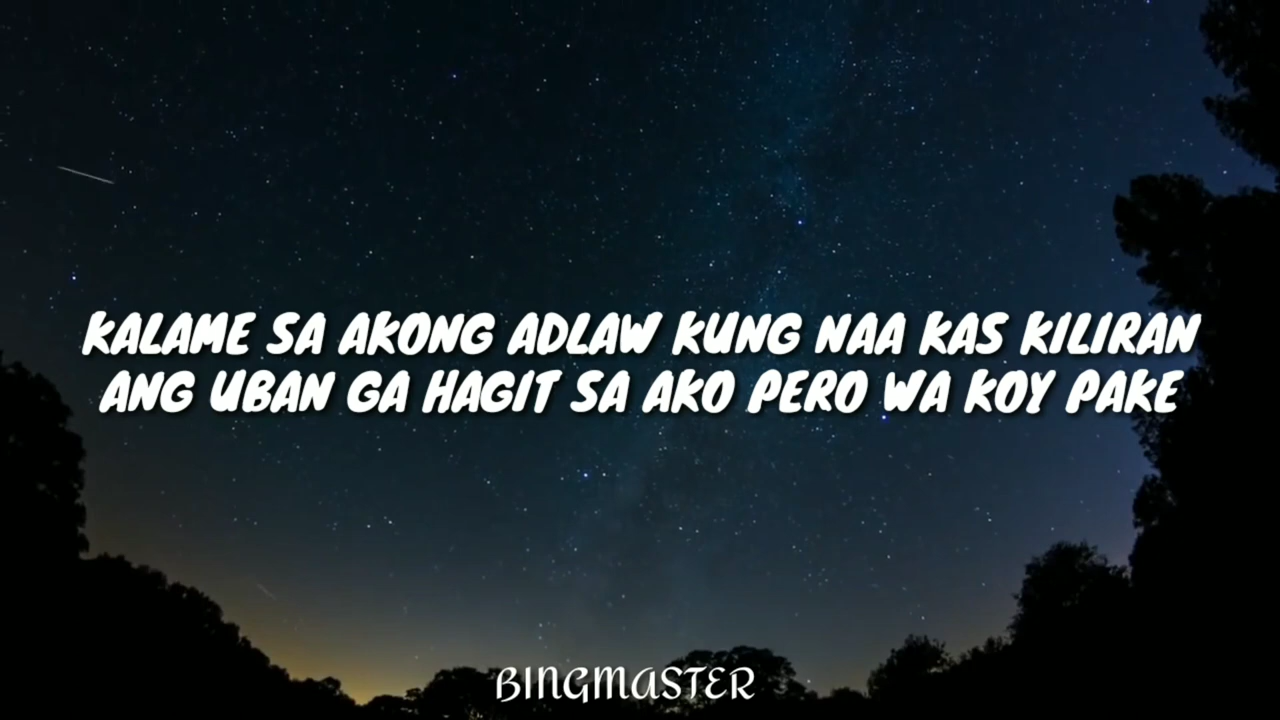 KALAME SA AKONG ADLAW KUNG NAA KAS KILIRAN
ANG UBAN GA HAGIT SA AKO PERO WA KOY PAKE
BINGMASTER